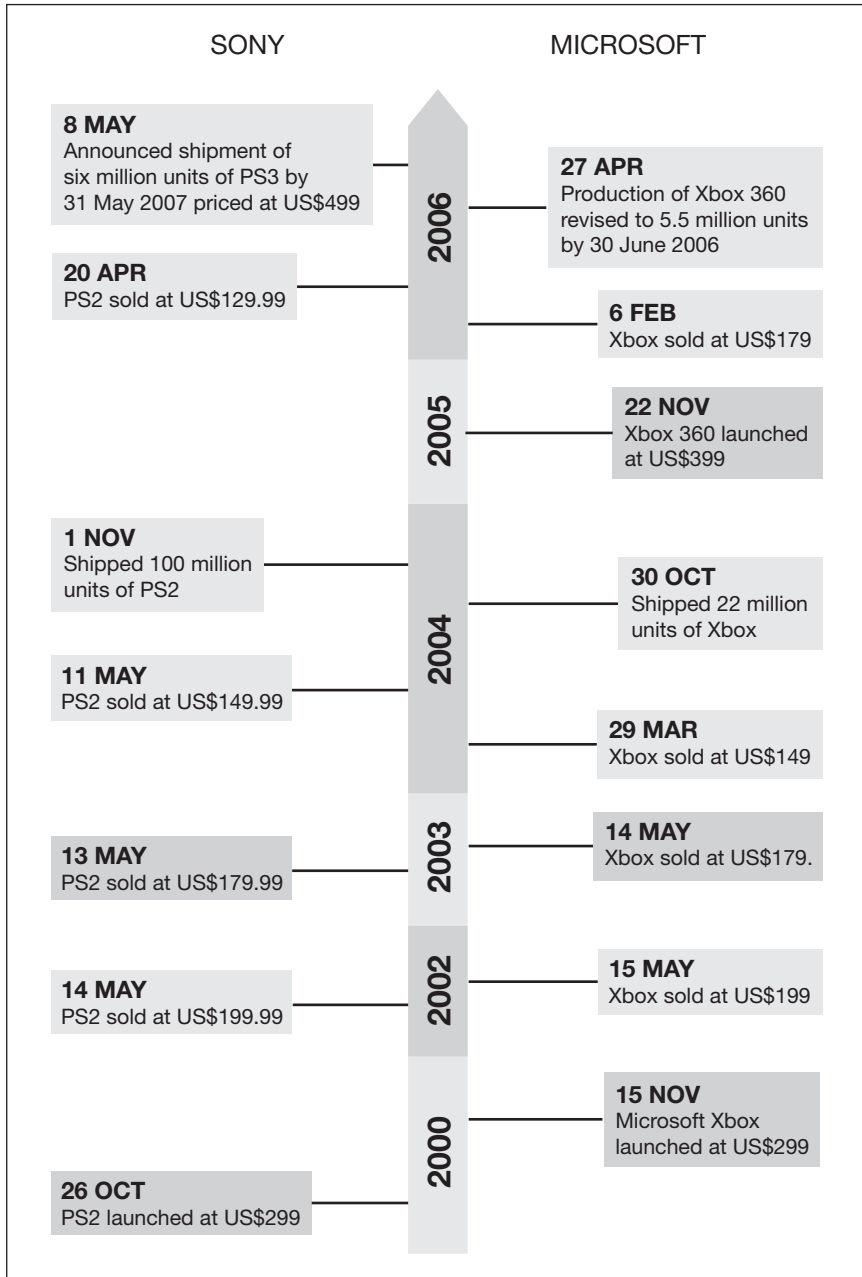 SONY
MICROSOFT
8 MAY
Announced shipment of
six million units of PS3 by
31 May 2007 priced at US$499
27 APR
Production of Xbox 360
revised to 5.5 million units
by 30 June 2006
2006
20 APR
PS2 sold at US$129.99
6 FEB
Xbox sold at US$179
2005
22 NOV
Xbox 360 launched
at US$399
1 NOV
Shipped 100 million
units of PS2
30 OCT
Shipped 22 million
units of Xbox
2004
11 MAY
PS2 sold at US$149.99
29 MAR
Xbox sold at US$149
2003
14 MAY
Xbox sold at US$179.
13 MAY
PS2 sold at US$179.99
2002
15 MAY
Xbox sold at US$199
14 MAY
PS2 sold at US$199.99
2000
15 NOV
Microsoft Xbox
launched at US$299
26 OCT
PS2 launched at US$299